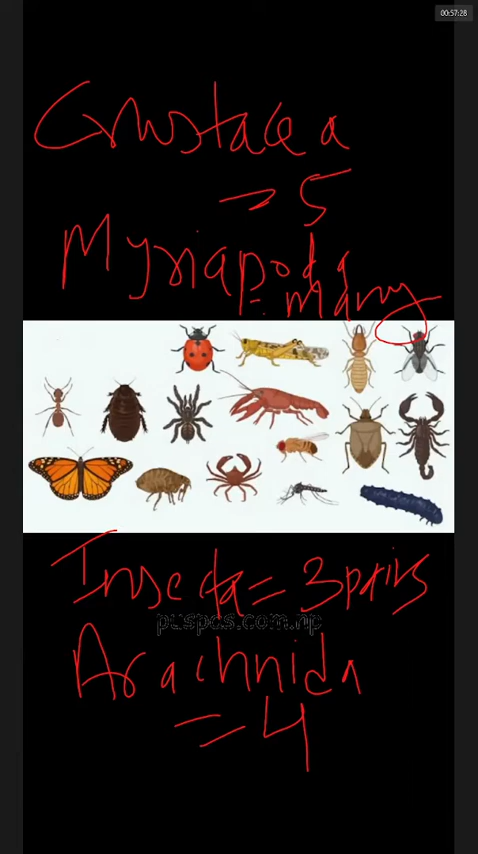 00:57:28
Crustacea
= 5
Myriapoda
= many
Insecta = 3 pairs
puspas.com.np
Arachnida
= 4